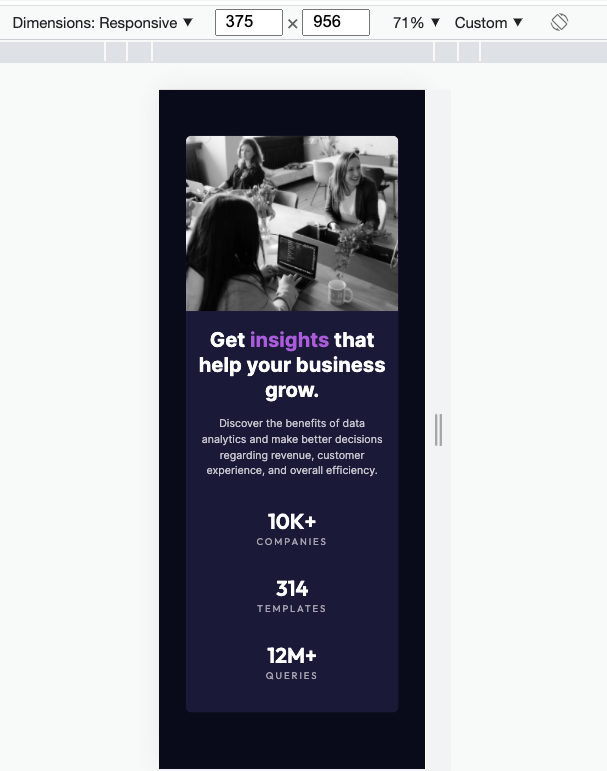 Dimensions: Responsive ▼ 375 × 956 71% ▼ Custom ▼
Get insights that
help your business
grow.
Discover the benefits of data
analytics and make better decisions
regarding revenue, customer
experience, and overall efficiency.
10K+
COMPANIES
314
TEMPLATES
12M+
QUERIES